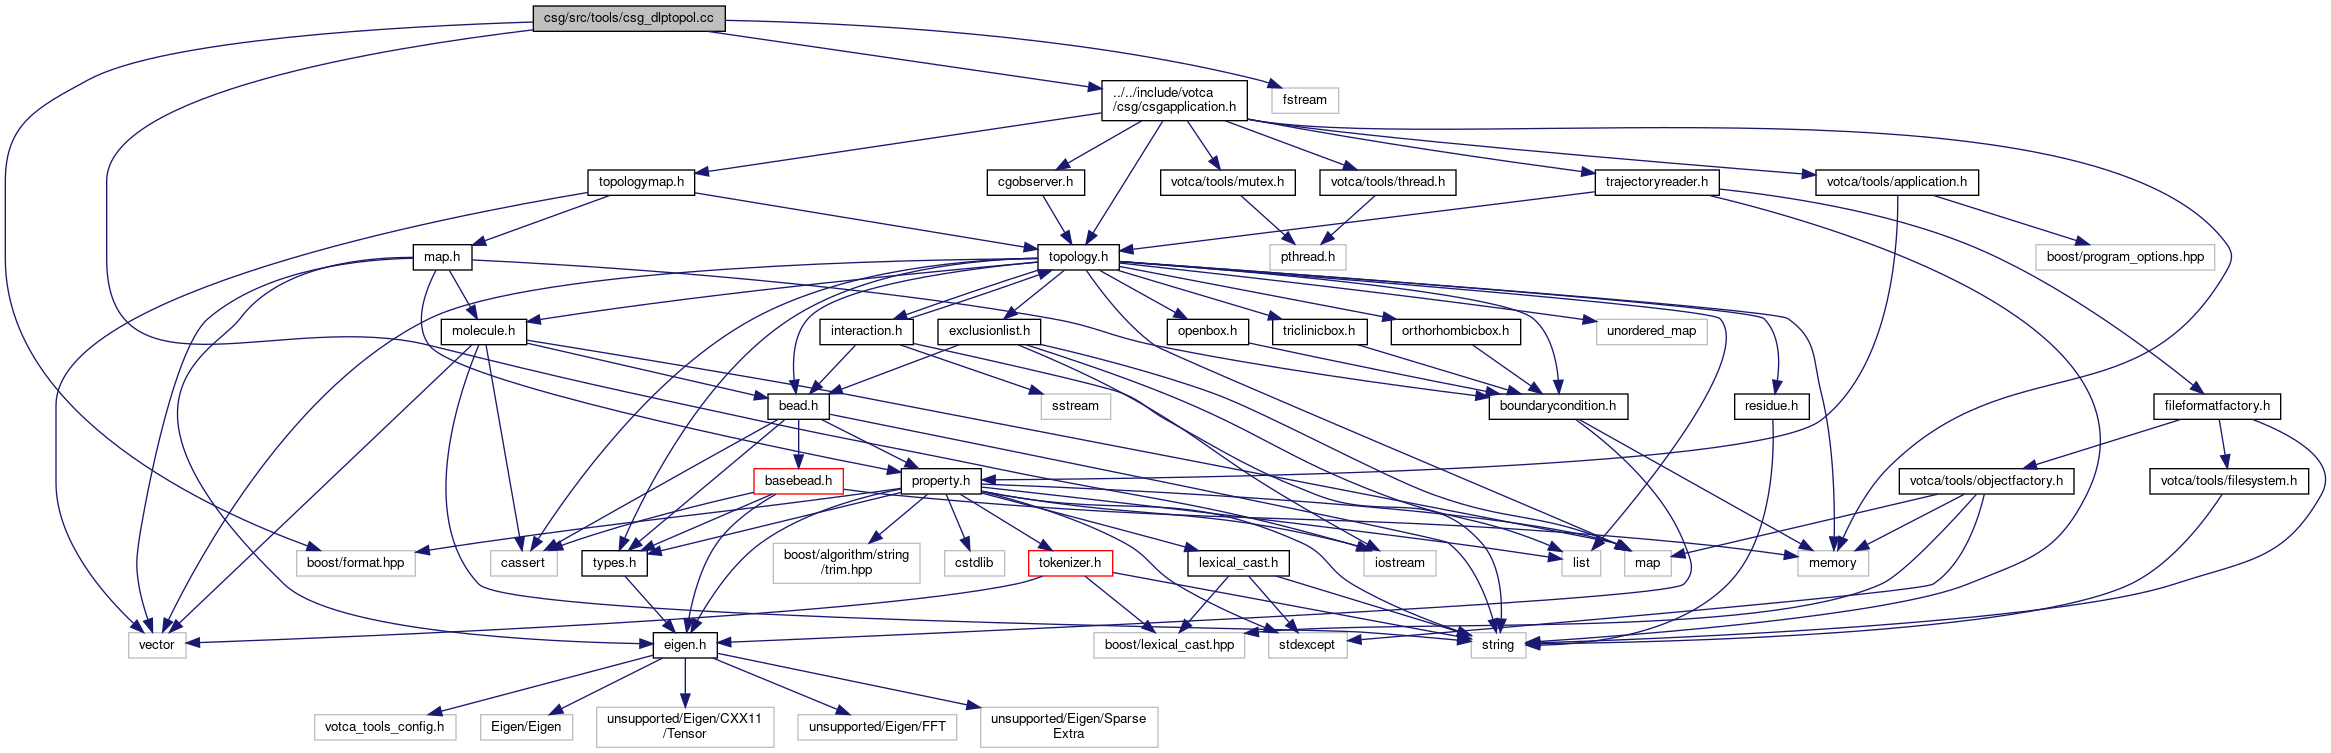 csg/src/tools/csg_dlptopol.cc
../../include/votca
/csg/csgapplication.h
fstream
topologymap.h
cgobserver.h
votca/tools/mutex.h
votca/tools/thread.h
trajectoryreader.h
votca/tools/application.h
map.h
topology.h
pthread.h
boost/program_options.hpp
molecule.h
interaction.h
exclusionlist.h
openbox.h
triclinicbox.h
orthorhombicbox.h
unordered_map
bead.h
sstream
boundarycondition.h
residue.h
fileformatfactory.h
basebead.h
property.h
votca/tools/objectfactory.h
votca/tools/filesystem.h
boost/format.hpp
cassert
types.h
boost/algorithm/string
/trim.hpp
cstdlib
tokenizer.h
lexical_cast.h
iostream
list
map
memory
vector
eigen.h
boost/lexical_cast.hpp
stdexcept
string
votca_tools_config.h
Eigen/Eigen
unsupported/Eigen/CXX11
/Tensor
unsupported/Eigen/FFT
unsupported/Eigen/Sparse
Extra